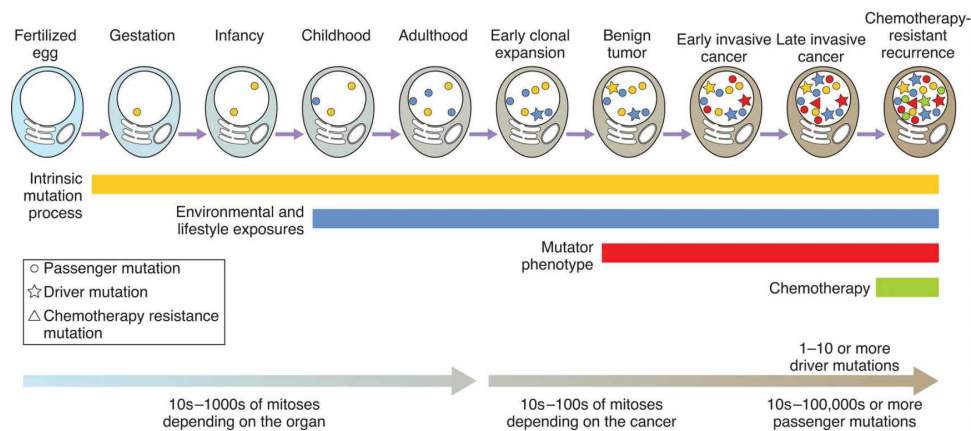 Fertilized
egg
Gestation
Infancy
Childhood
Adulthood
Early clonal
expansion
Benign
tumor
Early invasive
cancer
Late invasive
cancer
Chemotherapy-
resistant
recurrence
Intrinsic
mutation
process
Environmental and
lifestyle exposures
Mutator
phenotype
Chemotherapy
Passenger mutation
Driver mutation
Chemotherapy resistance
mutation
10s–1000s of mitoses
depending on the organ
10s–100s of mitoses
depending on the cancer
1–10 or more
driver mutations
10s–100,000s or more
passenger mutations